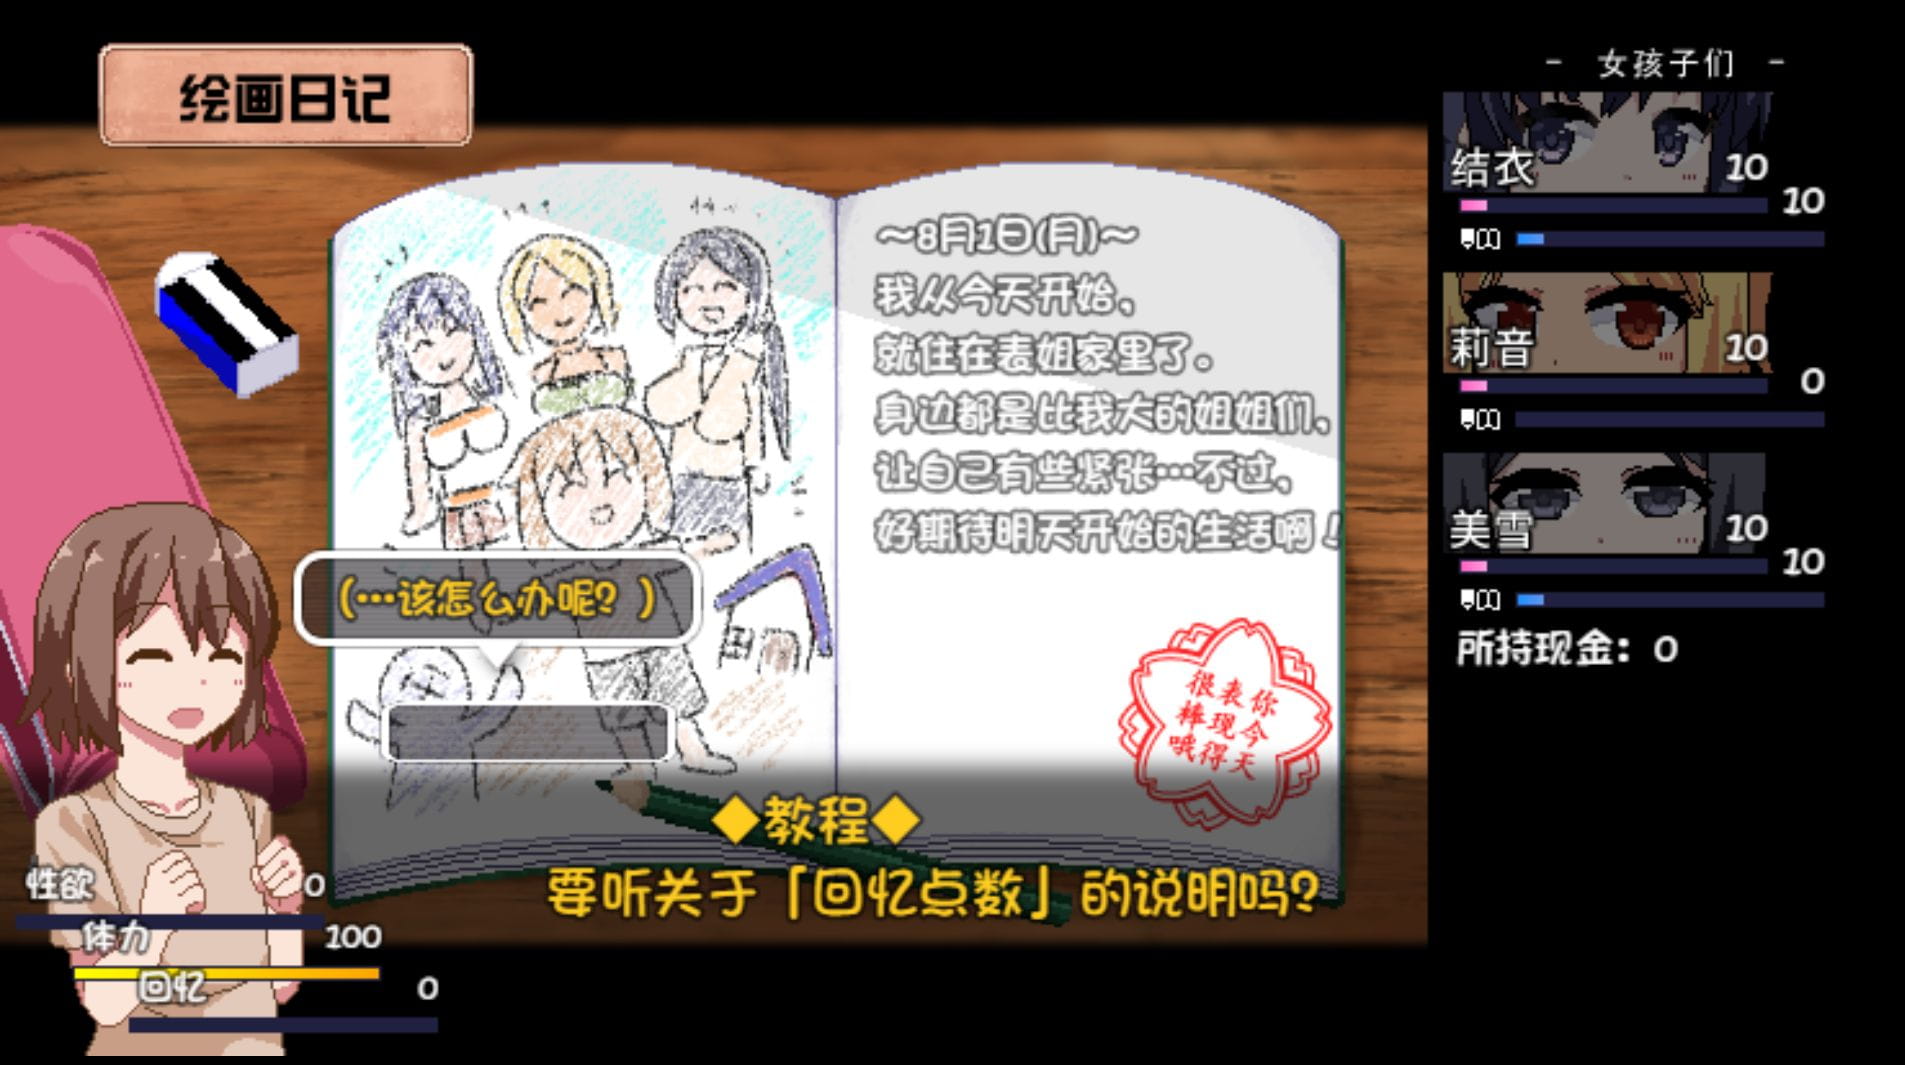 绘画日记
~8月1日(月)~
我从今天开始，
就住在表姐家里了。
身边都是比我大的姐姐们，
让自己有些紧张…不过，
好期待明天开始的生活啊！
你今天
表现得
很棒哦
(…该怎么办呢？)
◆教程◆
要听关于「回忆点数」的说明吗？
性欲 0
体力 100
回忆 0
- 女孩子们 -
结衣 10
10
莉音 10
0
美雪 10
10
所持现金：0